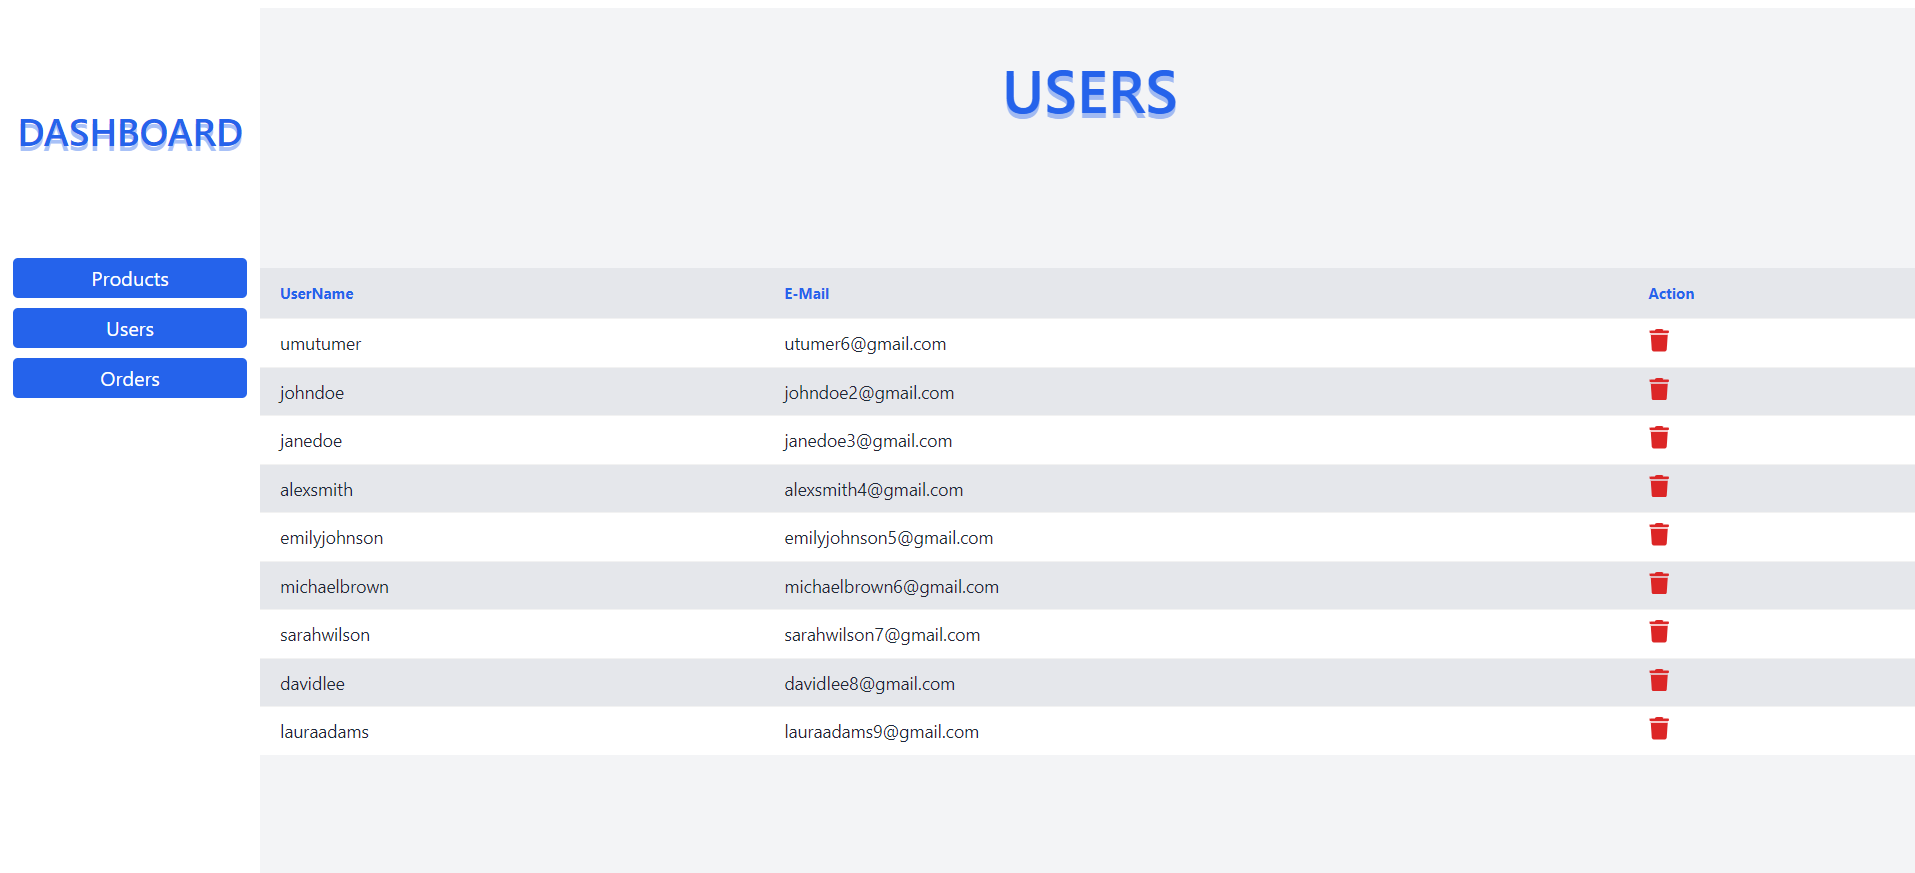 DASHBOARD
Products
Users
Orders
USERS
UserName E-Mail Action
umutumer utumer6@gmail.com
johndoe johndoe2@gmail.com
janedoe janedoe3@gmail.com
alexsmith alexsmith4@gmail.com
emilyjohnson emilyjohnson5@gmail.com
michaelbrown michaelbrown6@gmail.com
sarahwilson sarahwilson7@gmail.com
davidlee davidlee8@gmail.com
lauraadams lauraadams9@gmail.com